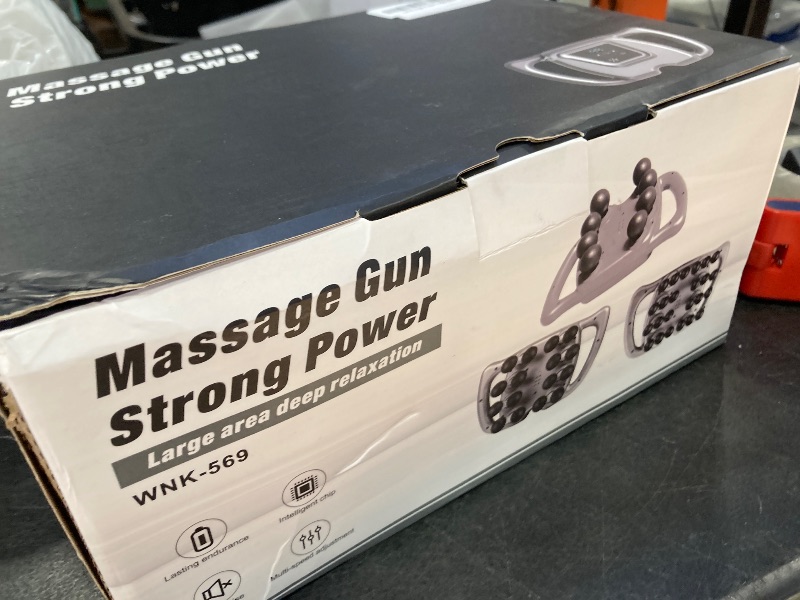 Massage Gun
Strong Power
Massage Gun
Strong Power
Large area deep relaxation
WNK-569
Intelligent chip
Lasting endurance
Multi-speed adjustment